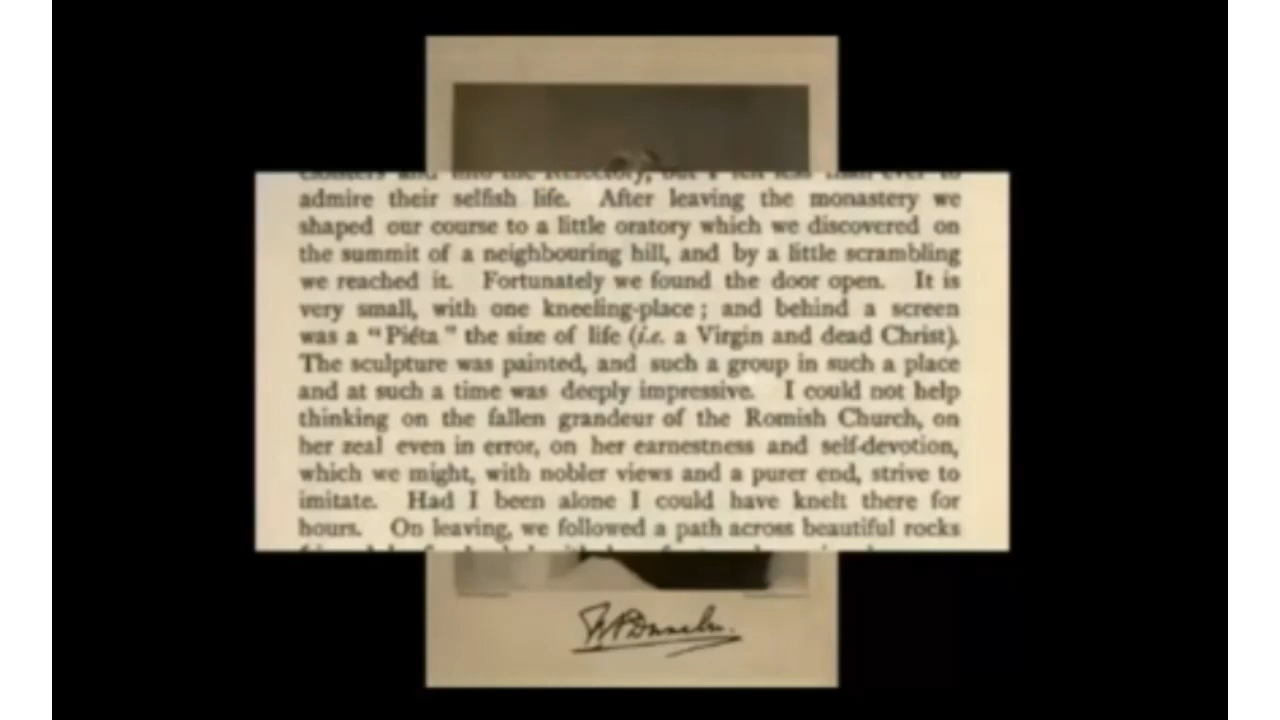 admire their selfish life. After leaving the monastery we
shaped our course to a little oratory which we discovered on
the summit of a neighbouring hill, and by a little scrambling
we reached it. Fortunately we found the door open. It is
very small, with one kneeling-place; and behind a screen
was a “Piéta” the size of life (i.e. a Virgin and dead Christ).
The sculpture was painted, and such a group in such a place
and at such a time was deeply impressive. I could not help
thinking on the fallen grandeur of the Romish Church, on
her zeal even in error, on her earnestness and self-devotion,
which we might, with nobler views and a purer end, strive to
imitate. Had I been alone I could have knelt there for
hours. On leaving, we followed a path across beautiful rocks